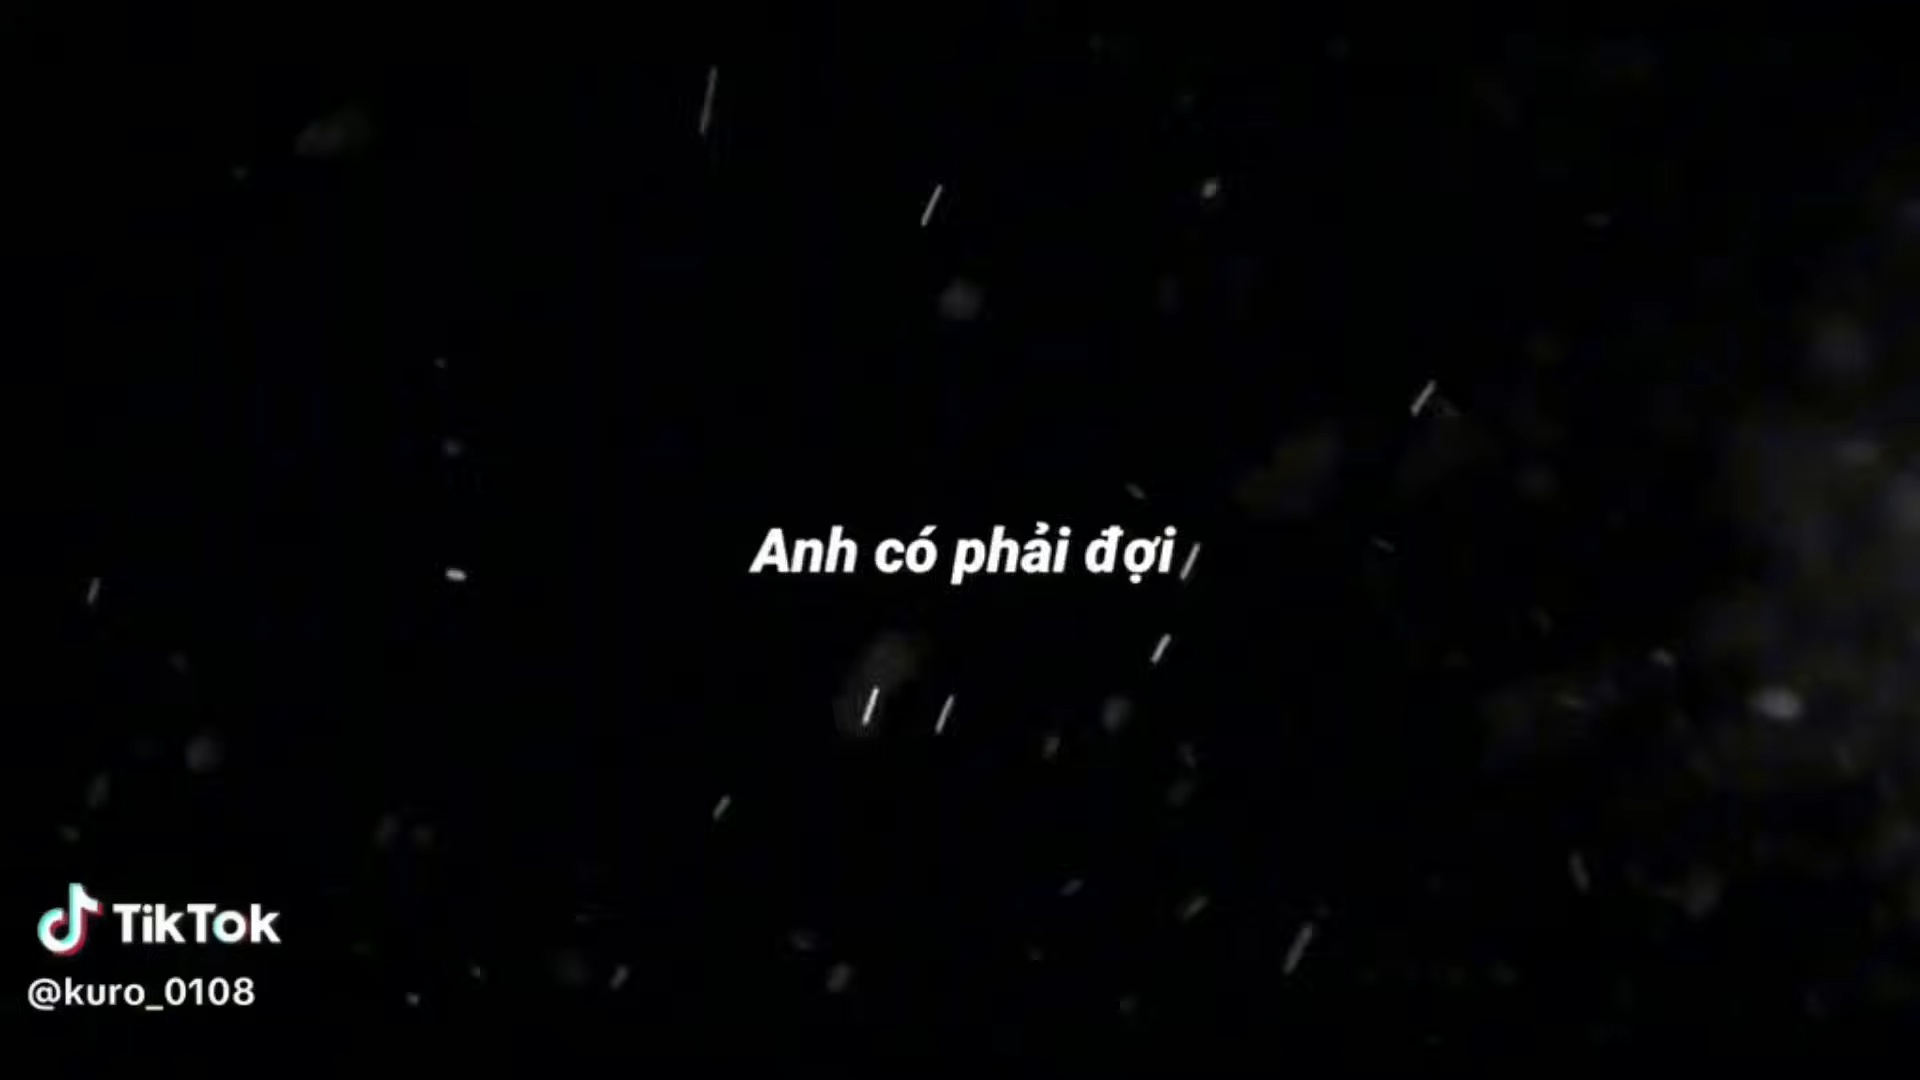 Anh có phải đợi
TikTok
@kuro_0108